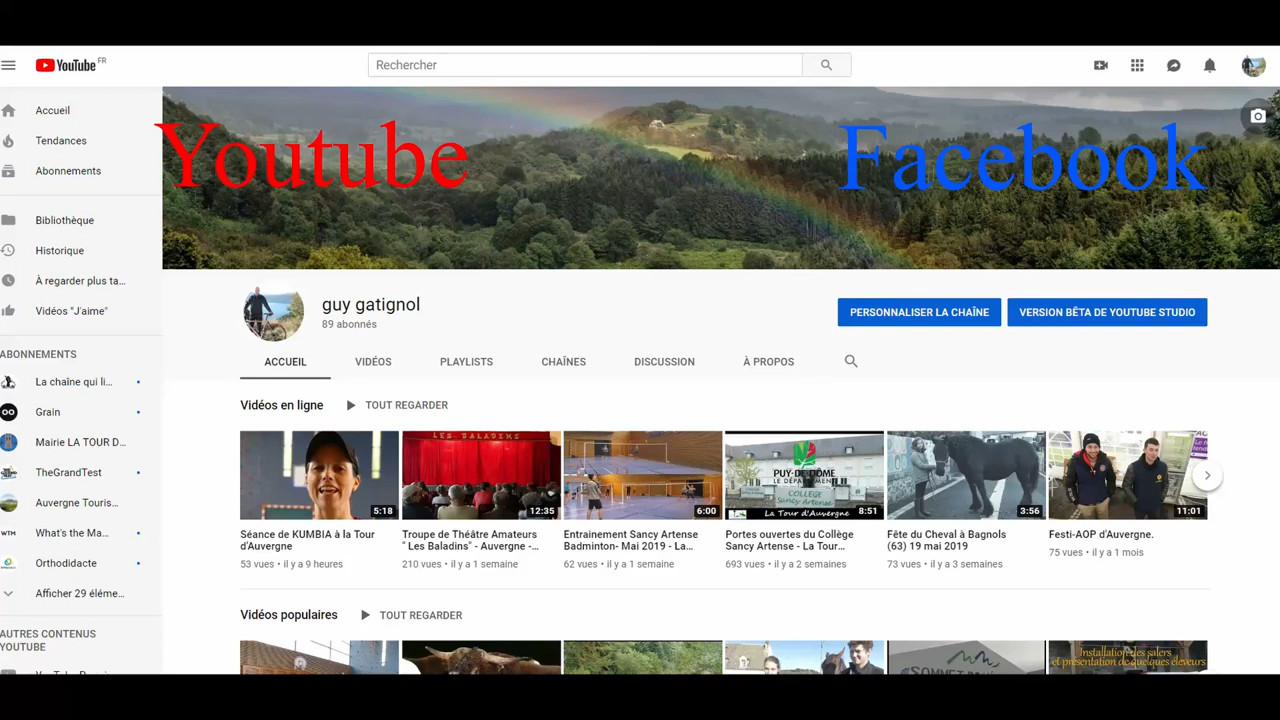 YouTube FR
Rechercher
Accueil
Tendances
Abonnements
Bibliothèque
Historique
À regarder plus ta...
Vidéos "J'aime"
ABONNEMENTS
La chaîne qui li...
Grain
Mairie LA TOUR D...
TheGrandTest
Auvergne Touris...
WTM What's the Ma...
Orthodidacte
Afficher 29 éléme...
AUTRES CONTENUS
YOUTUBE
Youtube
Facebook
guy gatignol
89 abonnés
PERSONNALISER LA CHAÎNE
VERSION BÊTA DE YOUTUBE STUDIO
ACCUEIL VIDÉOS PLAYLISTS CHAÎNES DISCUSSION À PROPOS
Vidéos en ligne
TOUT REGARDER
5:18
Séance de KUMBIA à la Tour
d'Auvergne
53 vues • il y a 9 heures
LES BALADINS
12:35
Troupe de Théâtre Amateurs
" Les Baladins" - Auvergne -...
210 vues • il y a 1 semaine
6:00
Entrainement Sancy Artense
Badminton- Mai 2019 - La...
62 vues • il y a 1 semaine
PUY-DE-DÔME
LE DÉPARTEMENT
COLLEGE
Sancy Artense
La Tour d'Auvergne
8:51
Portes ouvertes du Collège
Sancy Artense - La Tour...
693 vues • il y a 2 semaines
3:56
Fête du Cheval à Bagnols
(63) 19 mai 2019
73 vues • il y a 3 semaines
11:01
Festi-AOP d'Auvergne.
75 vues • il y a 1 mois
Vidéos populaires
TOUT REGARDER
Installation des salers
et présentation de quelques éleveurs